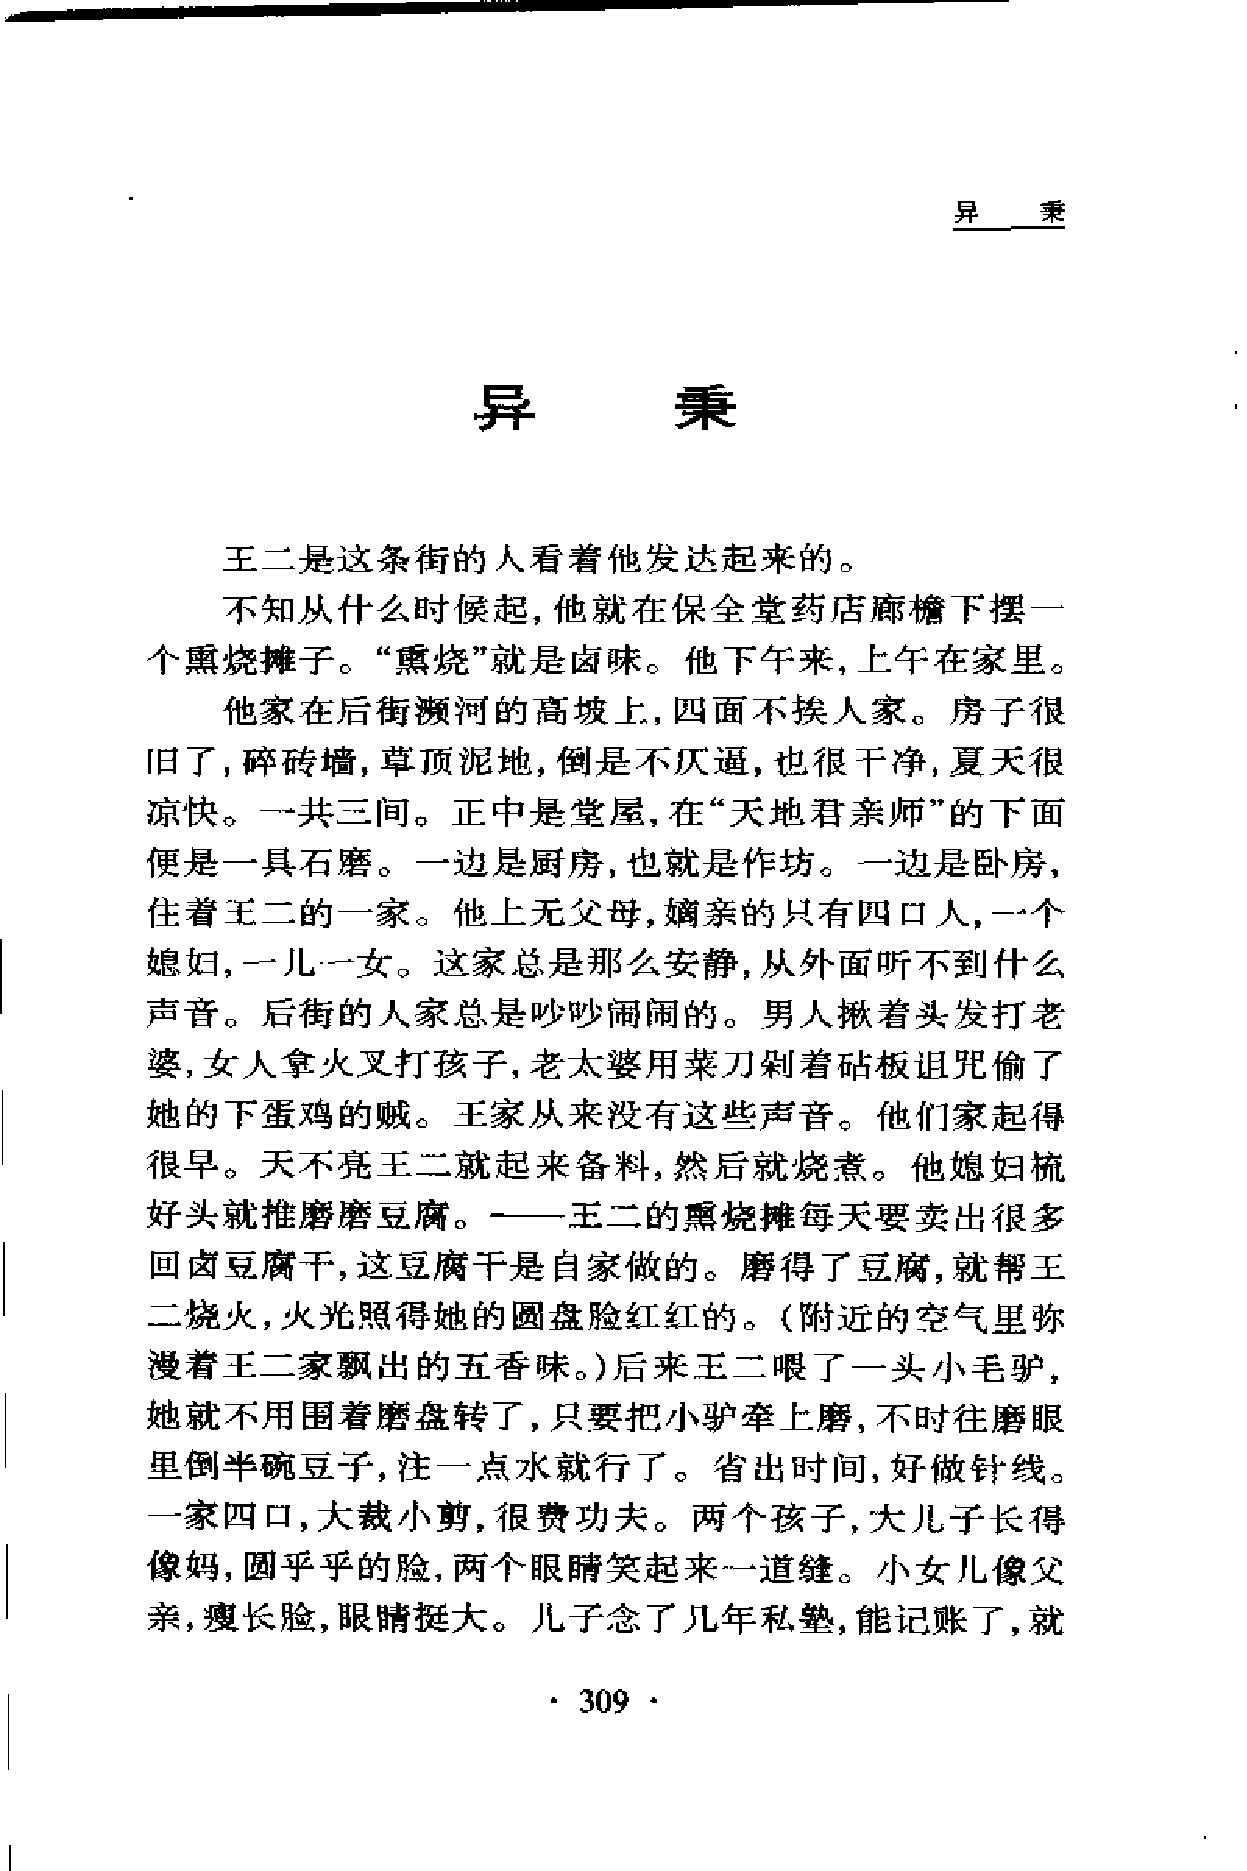 异 秉
异 秉
王二是这条街的人看着他发达起来的。
不知从什么时候起,他就在保全堂药店廊檐下摆一
个熏烧摊子。“熏烧”就是卤味。他下午来,上午在家里。
他家在后街濒河的高坡上,四面不挨人家。房子很
旧了,碎砖墙,草顶泥地,倒是不仄逼,也很干净,夏天很
凉快。一共三间。正中是堂屋,在“天地君亲师”的下面
便是一具石磨。一边是厨房,也就是作坊。一边是卧房,
住着王二的一家。他上无父母,嫡亲的只有四口人,一个
媳妇,一儿一女。这家总是那么安静,从外面听不到什么
声音。后街的人家总是吵吵闹闹的。男人揪着头发打老
婆,女人拿火叉打孩子,老太婆用菜刀剁着砧板诅咒偷了
她的下蛋鸡的贼。王家从来没有这些声音。他们家起得
很早。天不亮王二就起来备料,然后就烧煮。他媳妇梳
好头就推磨磨豆腐。——王二的熏烧摊每天要卖出很多
回卤豆腐干,这豆腐干是自家做的。磨得了豆腐,就帮王
二烧火,火光照得她的圆盘脸红红的。(附近的空气里弥
漫着王二家飘出的五香味。)后来王二喂了一头小毛驴,
她就不用围着磨盘转了,只要把小驴牵上磨,不时往磨眼
里倒半碗豆子,注一点水就行了。省出时间,好做针线。
一家四口,大裁小剪,很费功夫。两个孩子,大儿子长得
像妈,圆乎乎的脸,两个眼睛笑起来一道缝。小女儿像父
亲,瘦长脸,眼睛挺大。儿子念了几年私塾,能记账了,就
· 309 ·